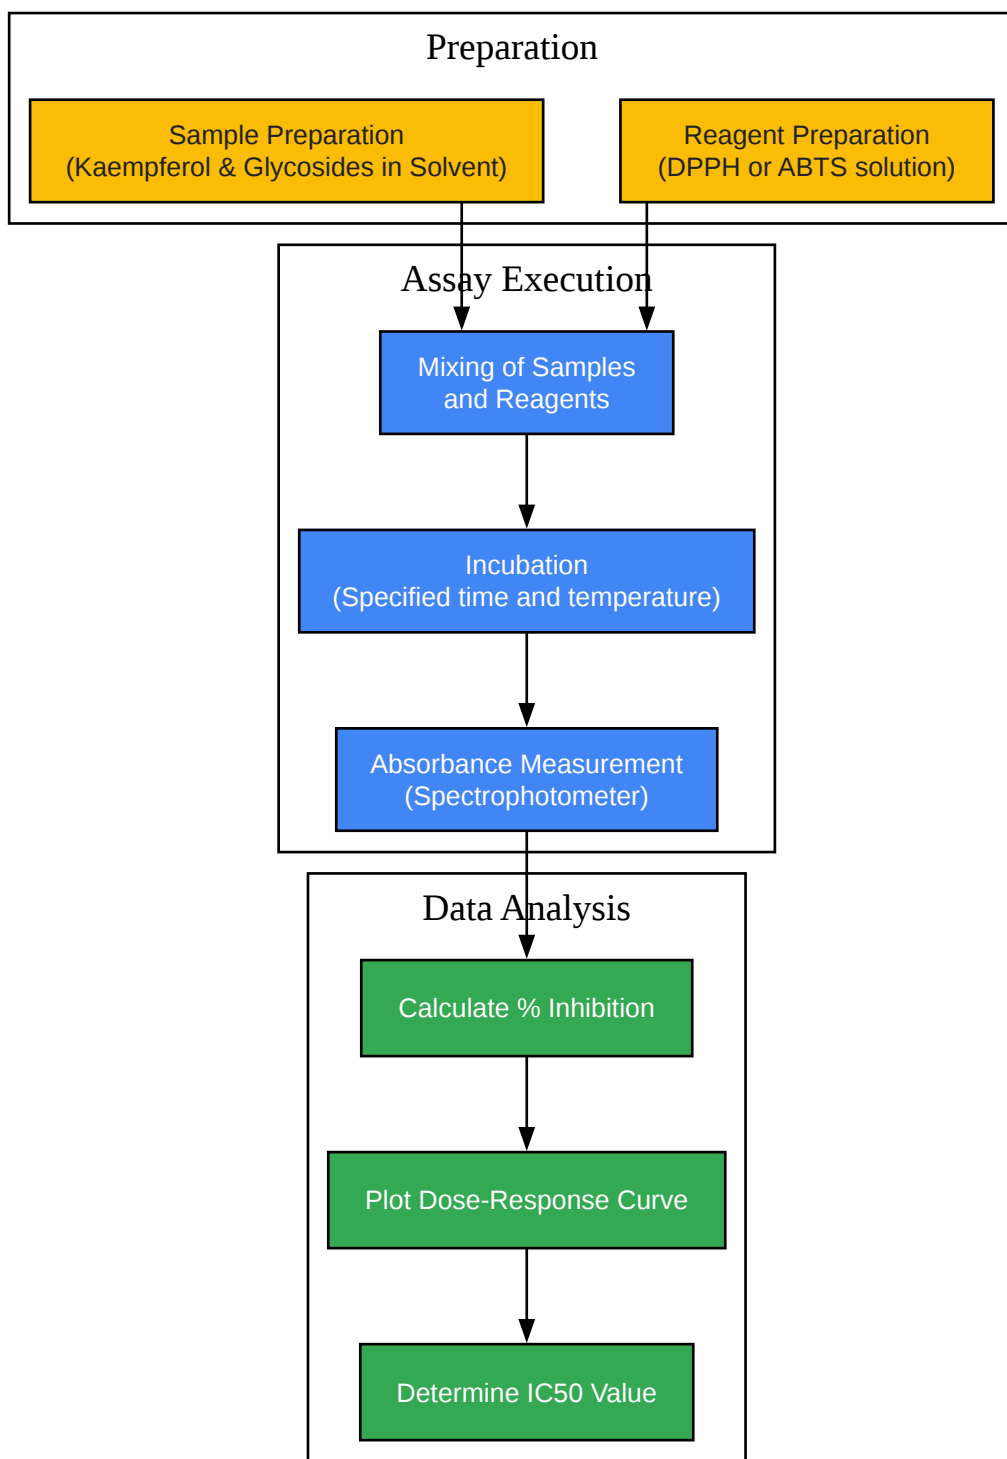 Preparation
Sample Preparation
(Kaempferol & Glycosides in Solvent)
Reagent Preparation
(DPPH or ABTS solution)
Assay Execution
Mixing of Samples
and Reagents
Incubation
(Specified time and temperature)
Absorbance Measurement
(Spectrophotometer)
Data Analysis
Calculate % Inhibition
Plot Dose-Response Curve
Determine IC50 Value